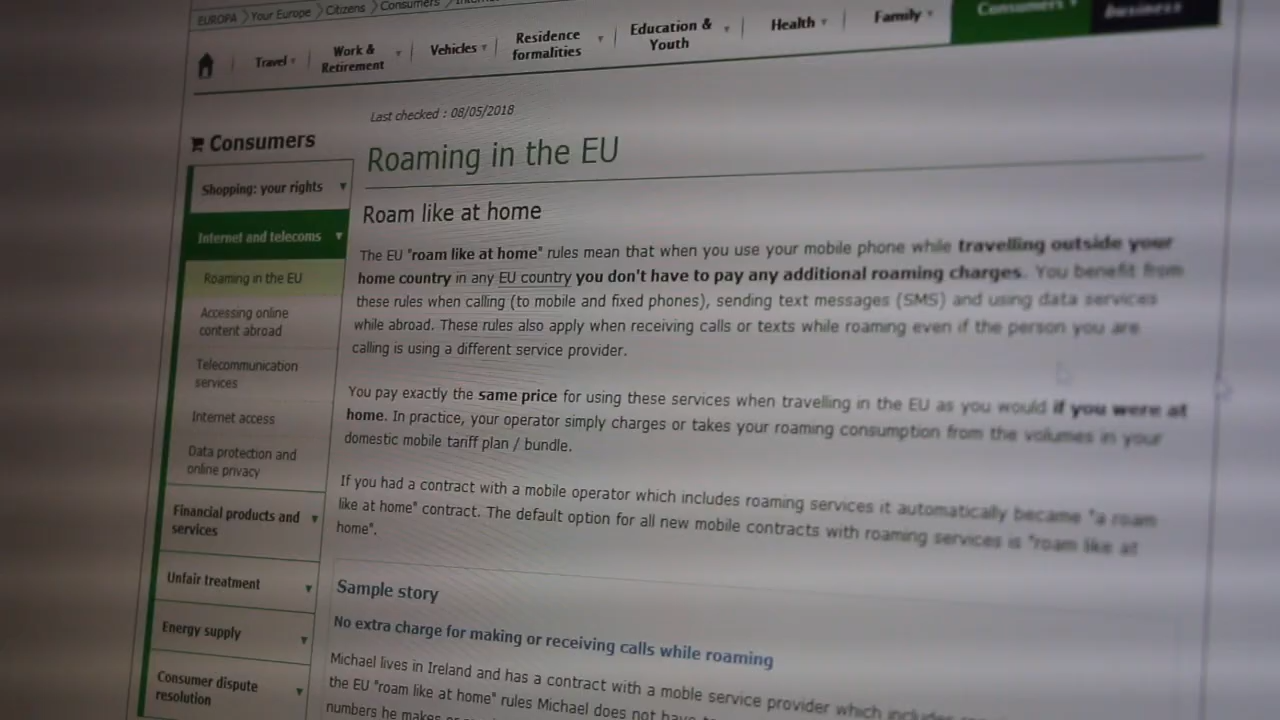 EUROPA > Your Europe > Citizens > Consumers >
Travel
Work & Retirement
Vehicles
Residence formalities
Education & Youth
Health
Family
Consumers
Business
Last checked : 08/05/2018
Consumers
Roaming in the EU
Shopping: your rights
Internet and telecoms
Roaming in the EU
Accessing online
content abroad
Telecommunication
services
Internet access
Data protection and
online privacy
Financial products and
services
Unfair treatment
Energy supply
Consumer dispute
resolution
Roam like at home
The EU "roam like at home" rules mean that when you use your mobile phone while travelling outside your
home country in any EU country you don't have to pay any additional roaming charges. You benefit from
these rules when calling (to mobile and fixed phones), sending text messages (SMS) and using data services
while abroad. These rules also apply when receiving calls or texts while roaming even if the person you are
calling is using a different service provider.
You pay exactly the same price for using these services when travelling in the EU as you would if you were at
home. In practice, your operator simply charges or takes your roaming consumption from the volumes in your
domestic mobile tariff plan / bundle.
If you had a contract with a mobile operator which includes roaming services it automatically became "a roam
like at home" contract. The default option for all new mobile contracts with roaming services is "roam like at
home".
Sample story
No extra charge for making or receiving calls while roaming
Michael lives in Ireland and has a contract with a moble service provider which includes
the EU "roam like at home" rules Michael does not have
numbers he makes